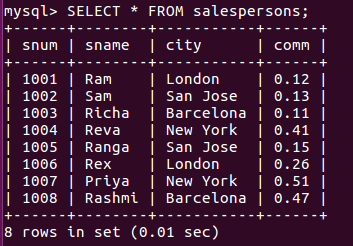 mysql> SELECT * FROM salespersons;
+------+--------+-----------+------+
| snum | sname  | city      | comm |
+------+--------+-----------+------+
| 1001 | Ram    | London    | 0.12 |
| 1002 | Sam    | San Jose  | 0.13 |
| 1003 | Richa  | Barcelona | 0.11 |
| 1004 | Reva   | New York  | 0.41 |
| 1005 | Ranga  | San Jose  | 0.15 |
| 1006 | Rex    | London    | 0.26 |
| 1007 | Priya  | New York  | 0.51 |
| 1008 | Rashmi | Barcelona | 0.47 |
+------+--------+-----------+------+
8 rows in set (0.01 sec)